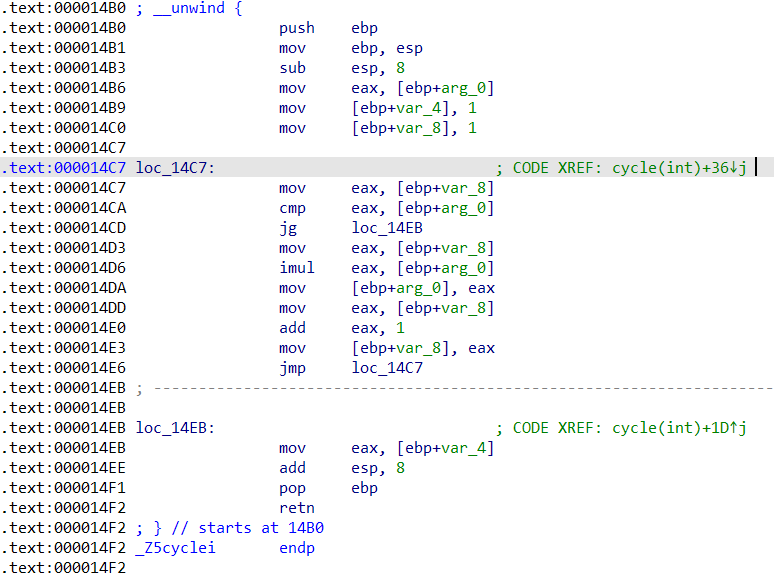 .text:000014B0 ; __unwind {
.text:000014B0                 push    ebp
.text:000014B1                 mov     ebp, esp
.text:000014B3                 sub     esp, 8
.text:000014B6                 mov     eax, [ebp+arg_0]
.text:000014B9                 mov     [ebp+var_4], 1
.text:000014C0                 mov     [ebp+var_8], 1
.text:000014C7
.text:000014C7 loc_14C7:                               ; CODE XREF: cycle(int)+36↓j
.text:000014C7                 mov     eax, [ebp+var_8]
.text:000014CA                 cmp     eax, [ebp+arg_0]
.text:000014CD                 jg      loc_14EB
.text:000014D3                 mov     eax, [ebp+var_8]
.text:000014D6                 imul    eax, [ebp+arg_0]
.text:000014DA                 mov     [ebp+arg_0], eax
.text:000014DD                 mov     eax, [ebp+var_8]
.text:000014E0                 add     eax, 1
.text:000014E3                 mov     [ebp+var_8], eax
.text:000014E6                 jmp     loc_14C7
.text:000014EB ; ---------------------------------------------------------------------------
.text:000014EB
.text:000014EB loc_14EB:                               ; CODE XREF: cycle(int)+1D↑j
.text:000014EB                 mov     eax, [ebp+var_4]
.text:000014EE                 add     esp, 8
.text:000014F1                 pop     ebp
.text:000014F2                 retn
.text:000014F2 ; } // starts at 14B0
.text:000014F2 _Z5cyclei       endp
.text:000014F2